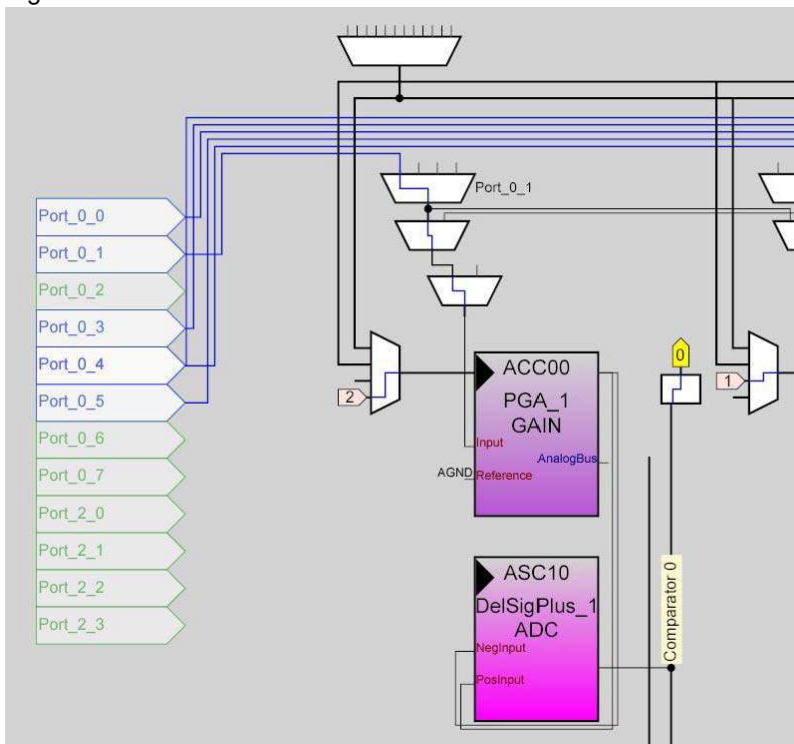 Port_0_1
Port_0_0
Port_0_1
Port_0_2
Port_0_3
Port_0_4
Port_0_5
Port_0_6
Port_0_7
Port_2_0
Port_2_1
Port_2_2
Port_2_3
2
ACC00
PGA_1
GAIN
Input
AnalogBus
AGND
Reference
0
1
ASC10
DelSigPlus_1
ADC
NegInput
PosInput
Comparator 0